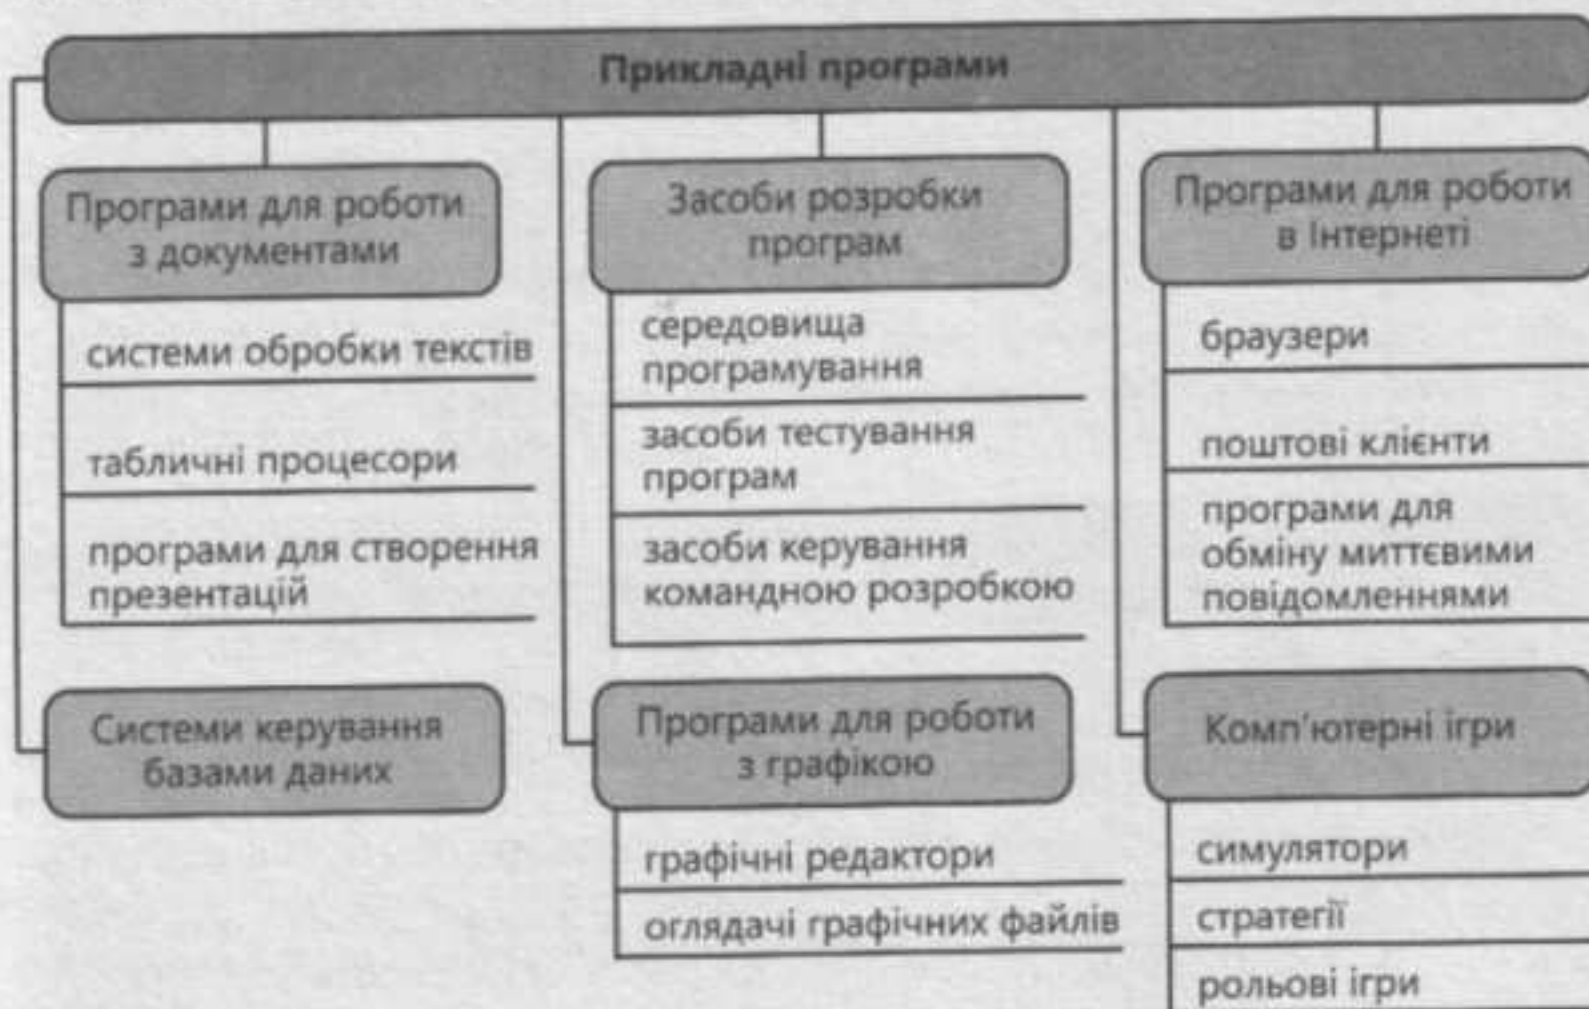 Прикладні програми
Програми для роботи
з документами
системи обробки текстів
табличні процесори
програми для створення
презентацій
Засоби розробки
програм
середовища
програмування
засоби тестування
програм
засоби керування
командною розробкою
Програми для роботи
в Інтернеті
браузери
поштові клієнти
програми для
обміну миттєвими
повідомленнями
Системи керування
базами даних
Програми для роботи
з графікою
графічні редактори
оглядачі графічних файлів
Комп'ютерні ігри
симулятори
стратегії
рольові ігри